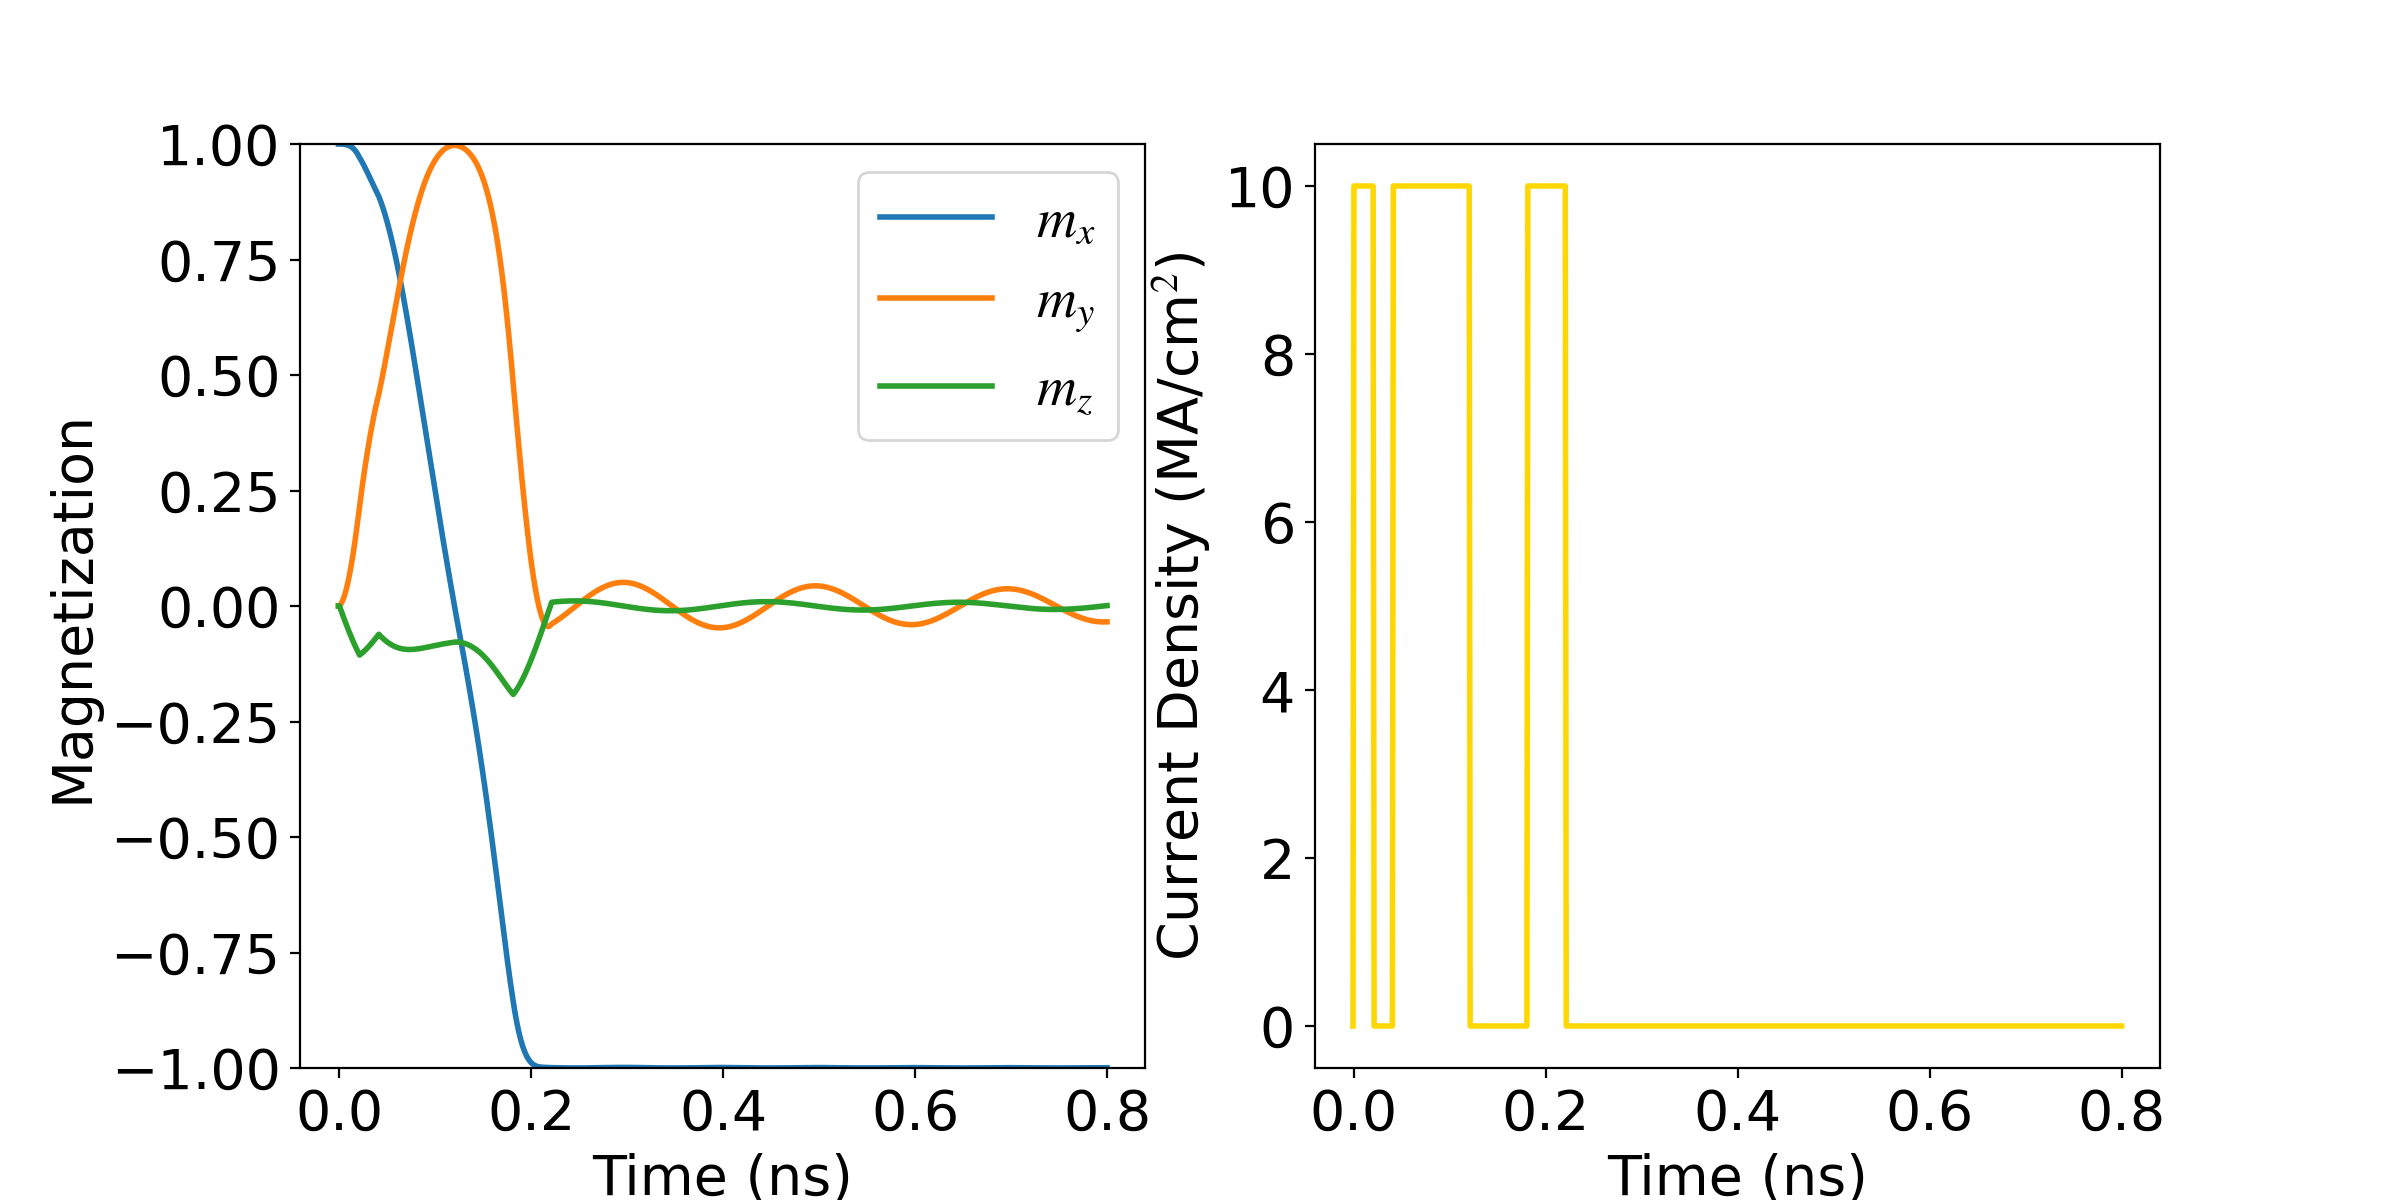 Magnetization
1.00
0.75
0.50
0.25
0.00
−0.25
−0.50
−0.75
−1.00
0.0 0.2 0.4 0.6 0.8
Time (ns)
m_x
m_y
m_z
Current Density (MA/cm²)
10
8
6
4
2
0
0.0 0.2 0.4 0.6 0.8
Time (ns)